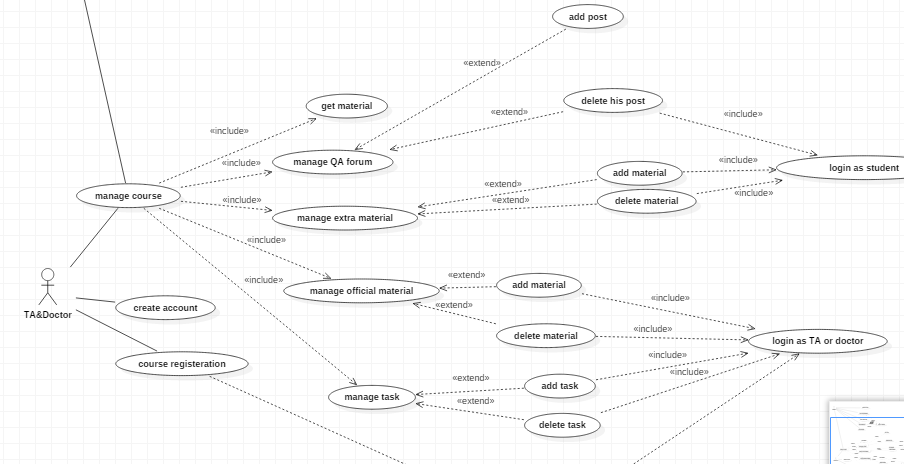 add post
«extend»
delete his post
get material
«extend»
«include»
«include»
manage QA forum
«include»
«include»
login as student
add material
«extend»
«include»
manage course
«include»
«extend»
delete material
manage extra material
«include»
«extend»
add material
TA&Doctor
«include»
manage official material
«include»
«extend»
create account
«include»
delete material
login as TA or doctor
«include»
course registeration
«include»
«extend»
add task
manage task
«extend»
delete task